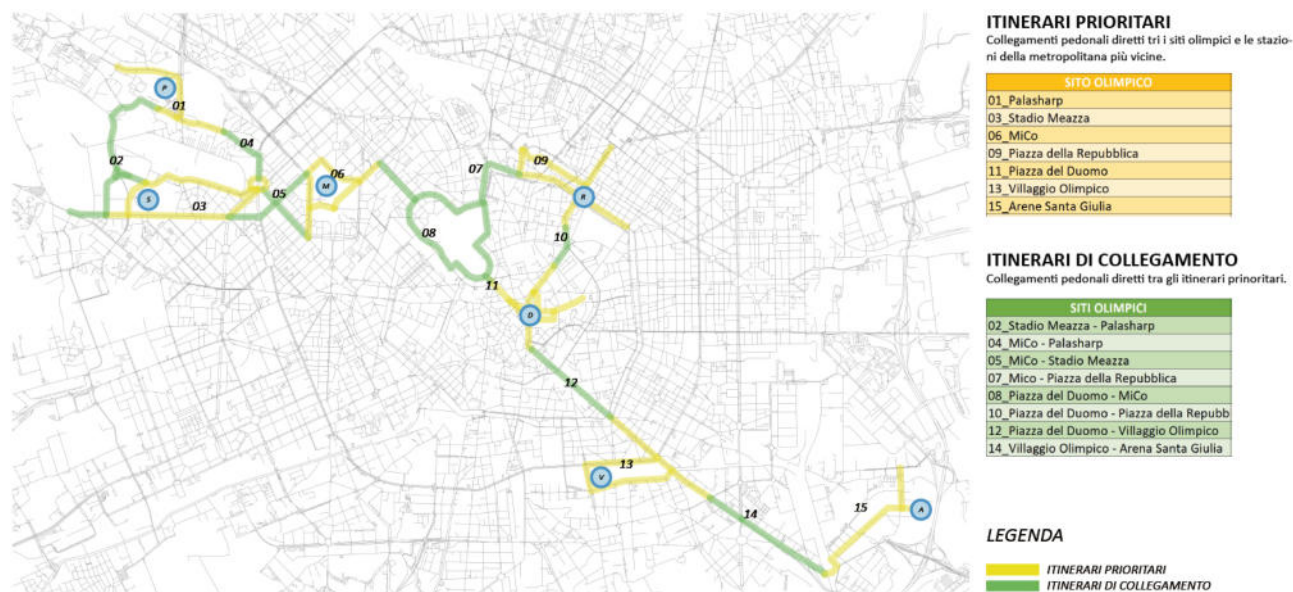 ITINERARI PRIORITARI
Collegamenti pedonali diretti tri i siti olimpici e le stazio-
ni della metropolitana più vicine.
SITO OLIMPICO
01_Palasharp
03_Stadio Meazza
06_MiCo
09_Piazza della Repubblica
11_Piazza del Duomo
13_Villaggio Olimpico
15_Arene Santa Giulia
ITINERARI DI COLLEGAMENTO
Collegamenti pedonali diretti tra gli itinerari prinoritari.
SITI OLIMPICI
02_Stadio Meazza - Palasharp
04_MiCo - Palasharp
05_MiCo - Stadio Meazza
07_Mico - Piazza della Repubblica
08_Piazza del Duomo - MiCo
10_Piazza del Duomo - Piazza della Repubb
12_Piazza del Duomo - Villaggio Olimpico
14_Villaggio Olimpico - Arena Santa Giulia
LEGENDA
ITINERARI PRIORITARI
ITINERARI DI COLLEGAMENTO
P
01
04
02
S
03
05
06
M
07
09
R
08
10
11
D
12
13
V
14
15
A